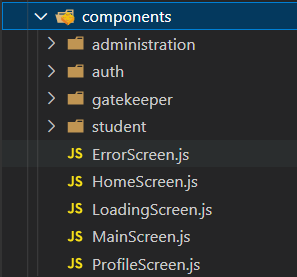 components
administration
auth
gatekeeper
student
JS ErrorScreen.js
JS HomeScreen.js
JS LoadingScreen.js
JS MainScreen.js
JS ProfileScreen.js